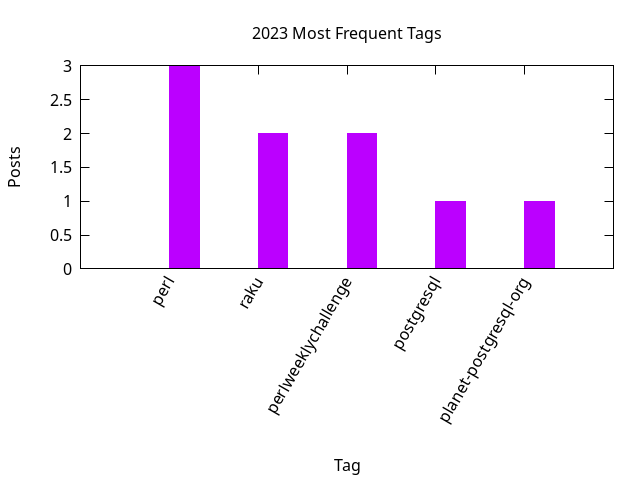 2023 Most Frequent Tags
3
2.5
2
1.5
1
0.5
0
Posts
perl
raku
perlweeklychallenge
postgresql
planet-postgresql-org
Tag